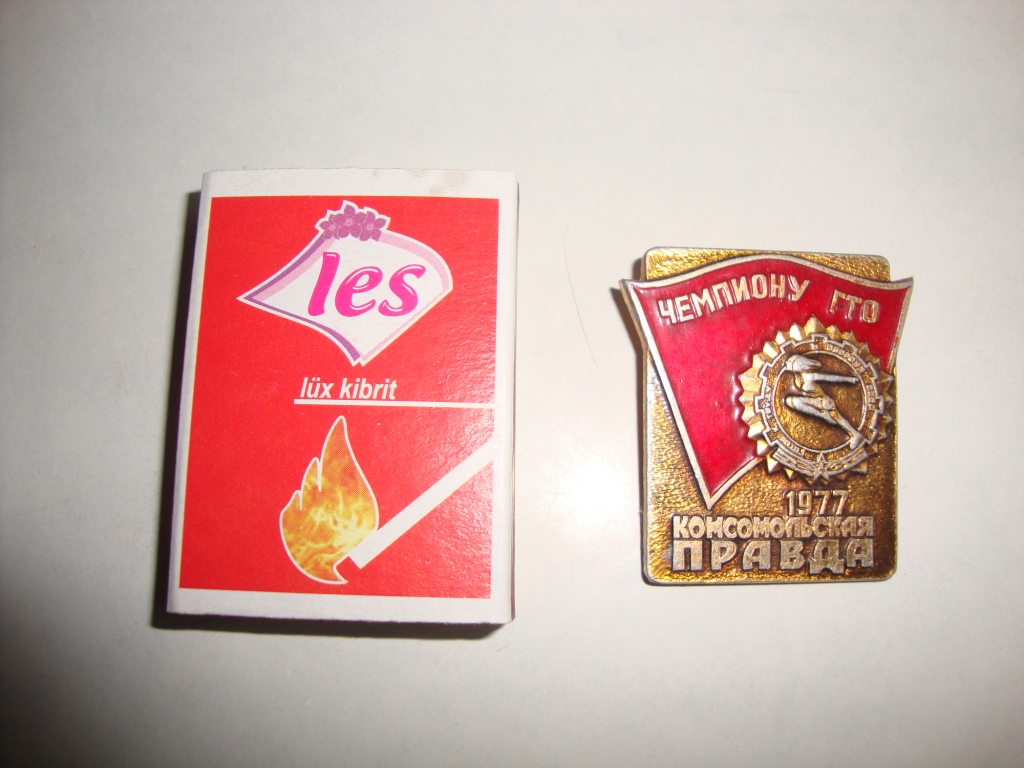 les
lüx kibrit
ЧЕМПИОНУ ГТО
1977
КОМСОМОЛЬСКАЯ
ПРАВДА